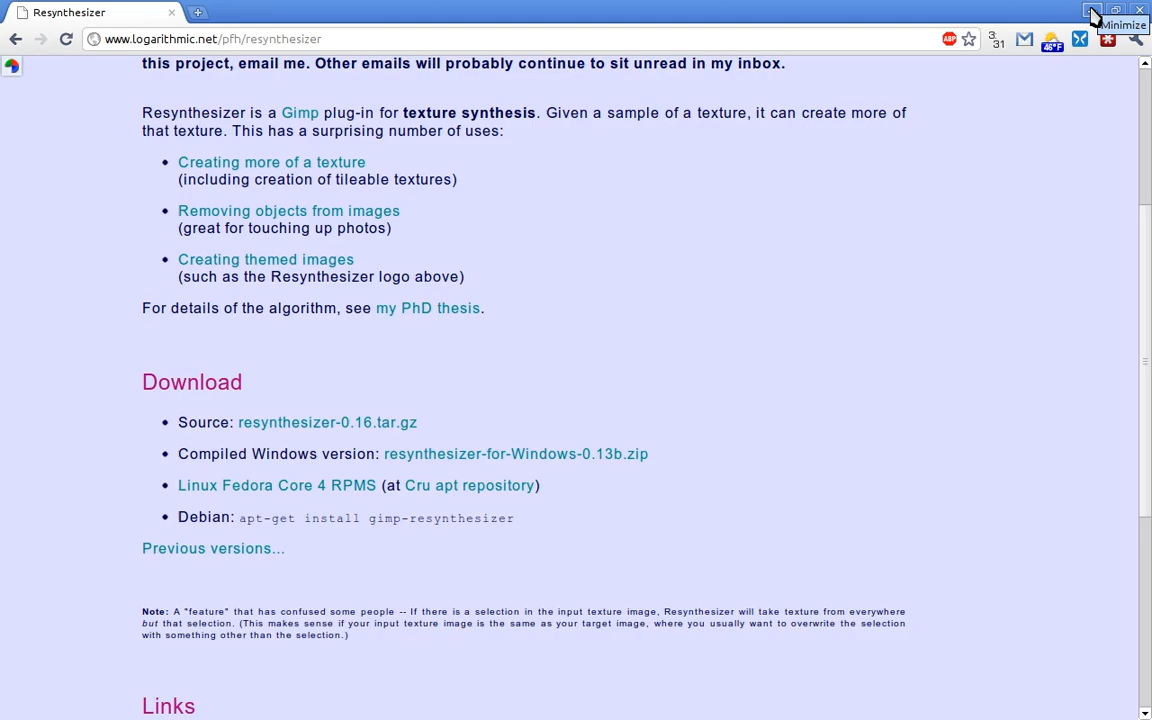 Resynthesizer
Minimize
www.logarithmic.net/pfh/resynthesizer
ABP
3:
31
46°F
this project, email me. Other emails will probably continue to sit unread in my inbox.
Resynthesizer is a Gimp plug-in for texture synthesis. Given a sample of a texture, it can create more of
that texture. This has a surprising number of uses:
• Creating more of a texture
(including creation of tileable textures)
• Removing objects from images
(great for touching up photos)
• Creating themed images
(such as the Resynthesizer logo above)
For details of the algorithm, see my PhD thesis.
Download
• Source: resynthesizer-0.16.tar.gz
• Compiled Windows version: resynthesizer-for-Windows-0.13b.zip
• Linux Fedora Core 4 RPMS (at Cru apt repository)
• Debian: apt-get install gimp-resynthesizer
Previous versions...
Note: A "feature" that has confused some people -- If there is a selection in the input texture image, Resynthesizer will take texture from everywhere
but that selection. (This makes sense if your input texture image is the same as your target image, where you usually want to overwrite the selection
with something other than the selection.)
Links